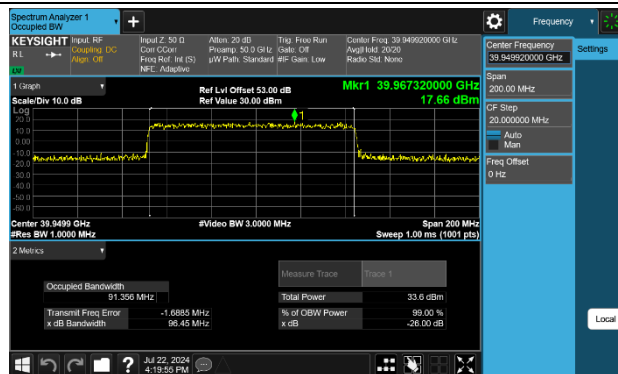 Spectrum Analyzer 1
Occupied BW
Frequency
KEYSIGHT Input: RF Input Z: 50 Ω Atten: 20 dB Trig: Free Run Center Freq: 39.949920000 GHz
RL Coupling: DC Corr CCorr Preamp: 50.0 GHz Gate: Off Avg|Hold: 20/20
Align: Off Freq Ref: Int (S) µW Path: Standard #IF Gain: Low Radio Std: None
LW NFE: Adaptive
Center Frequency
39.949920000 GHz
Settings
Span
200.00 MHz
CF Step
20.000000 MHz
Auto
Man
Freq Offset
0 Hz
1 Graph
Ref Lvl Offset 53.00 dB
Mkr1 39.967320000 GHz
Scale/Div 10.0 dB
Ref Value 30.00 dBm
17.66 dBm
Log
20.0
1
10.0
0.00
-10.0
-20.0
-30.0
-40.0
-50.0
-60.0
Center 39.9499 GHz
#Video BW 3.0000 MHz
Span 200 MHz
#Res BW 1.0000 MHz
Sweep 1.00 ms (1001 pts)
2 Metrics
Measure Trace
Trace 1
Occupied Bandwidth
91.356 MHz
Total Power
33.6 dBm
Transmit Freq Error
-1.6885 MHz
% of OBW Power
99.00 %
x dB Bandwidth
96.45 MHz
x dB
-26.00 dB
Local
?
Jul 22, 2024
4:19:55 PM